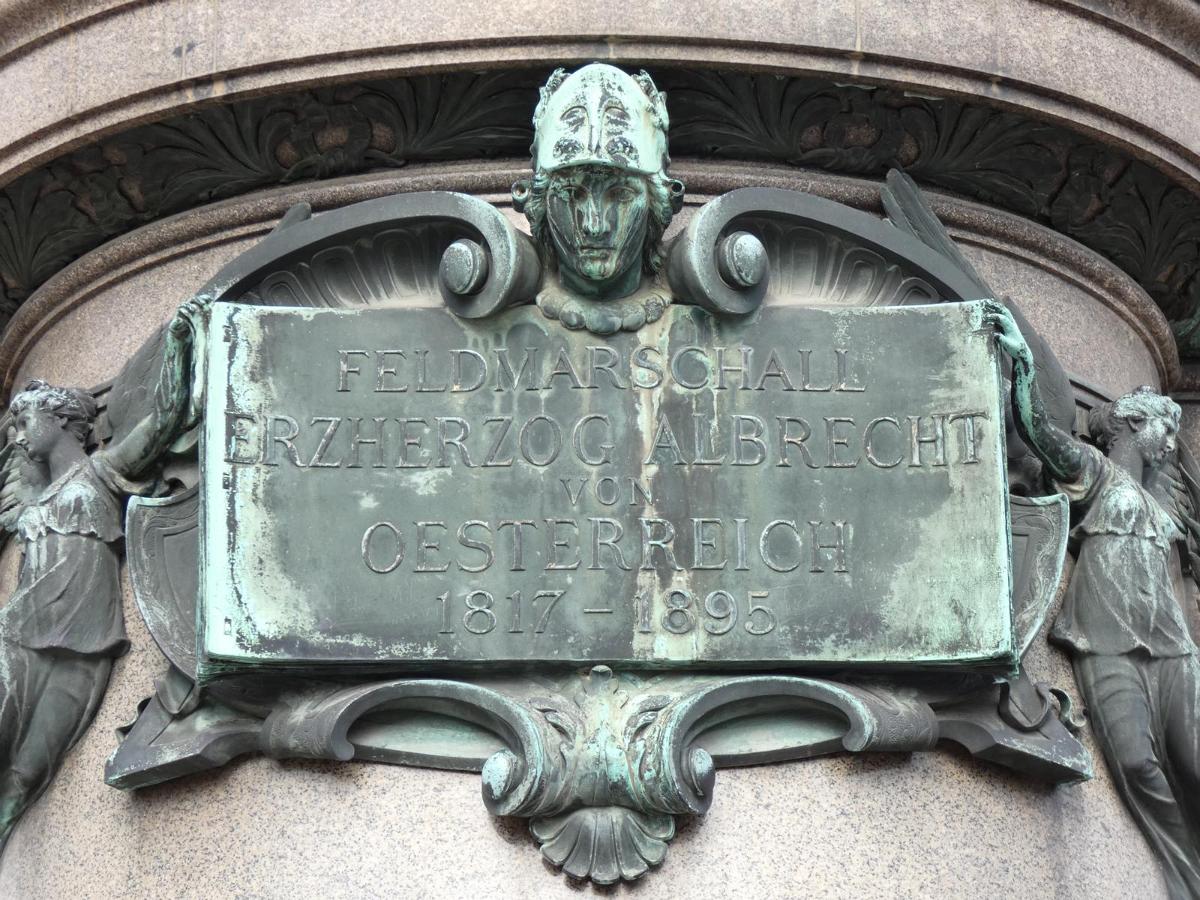 FELDMARSCHALL
ERZHERZOG ALBRECHT
VON
OESTERREICH
1817 – 1895